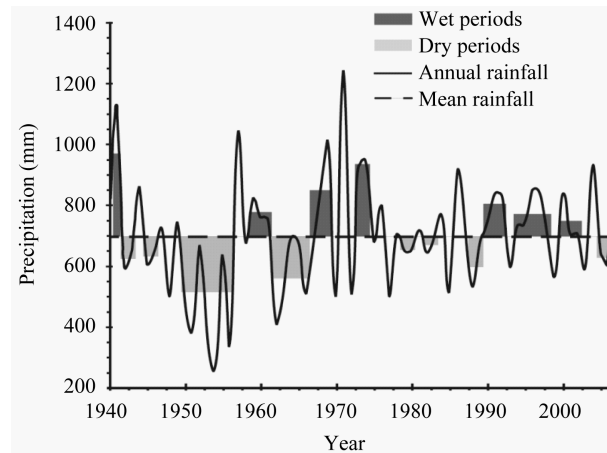 1400
1200
1000
800
600
400
200
Precipitation (mm)
Wet periods
Dry periods
Annual rainfall
Mean rainfall
1940 1950 1960 1970 1980 1990 2000
Year